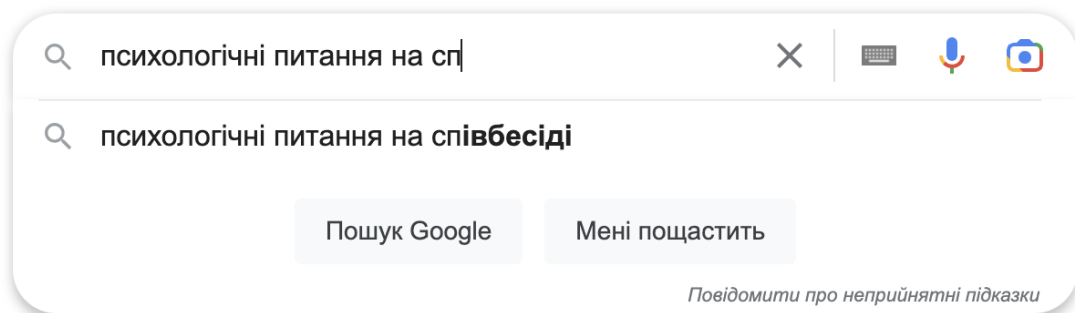 психологічні питання на сп
психологічні питання на співбесіді
Пошук Google
Мені пощастить
Повідомити про неприйнятні підказки